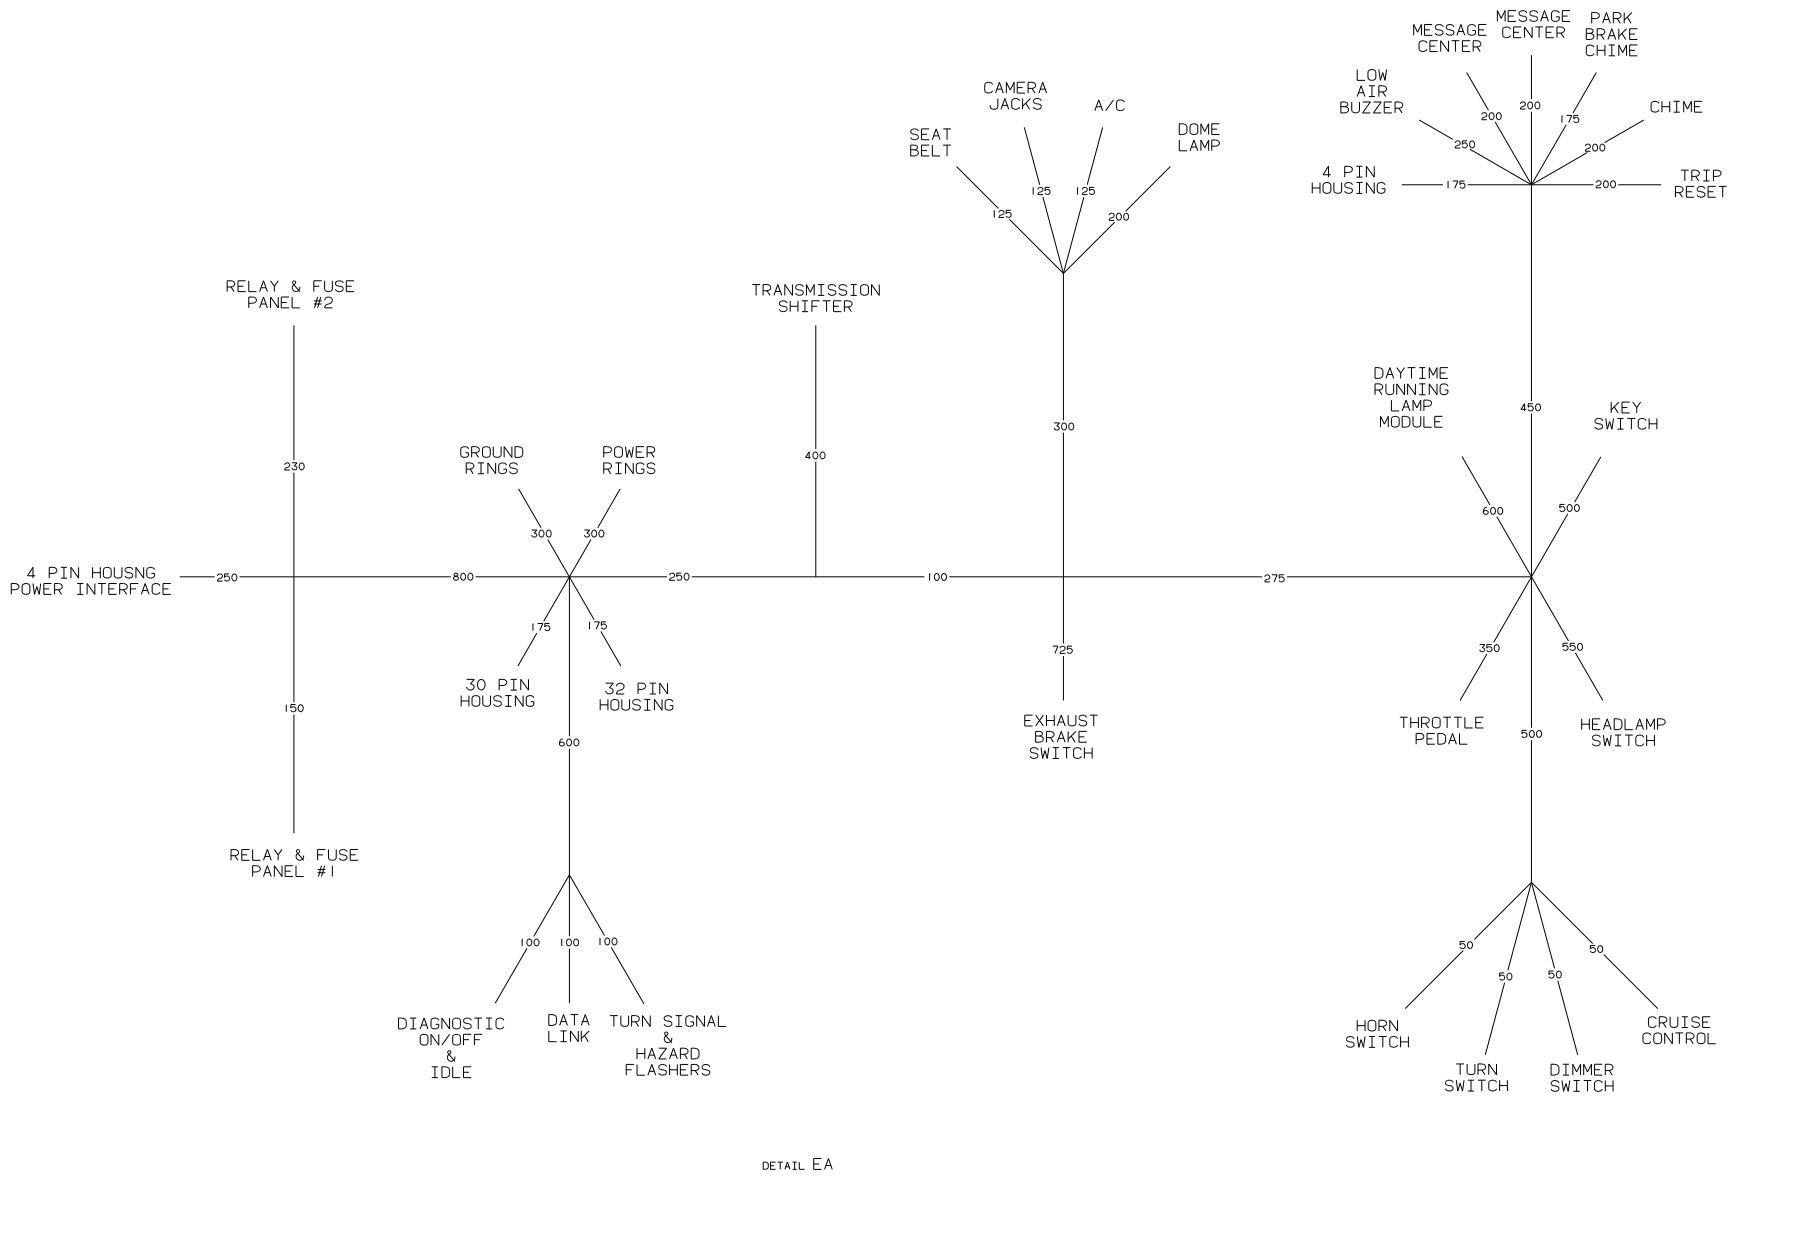 MESSAGE
CENTER
MESSAGE
CENTER
PARK
BRAKE
CHIME
LOW
AIR
BUZZER
CHIME
4 PIN
HOUSING
TRIP
RESET
200
200
175
250
200
175
200
CAMERA
JACKS
A/C
SEAT
BELT
DOME
LAMP
125
125
125
200
RELAY & FUSE
PANEL #2
TRANSMISSION
SHIFTER
DAYTIME
RUNNING
LAMP
MODULE
KEY
SWITCH
450
300
400
230
GROUND
RINGS
POWER
RINGS
300
300
600
500
4 PIN HOUSNG
POWER INTERFACE
250
800
250
100
275
175
175
725
350
550
30 PIN
HOUSING
32 PIN
HOUSING
150
600
EXHAUST
BRAKE
SWITCH
THROTTLE
PEDAL
HEADLAMP
SWITCH
500
RELAY & FUSE
PANEL #1
100
100
100
50
50
50
50
DIAGNOSTIC
ON/OFF
&
IDLE
DATA
LINK
TURN SIGNAL
&
HAZARD
FLASHERS
HORN
SWITCH
TURN
SWITCH
DIMMER
SWITCH
CRUISE
CONTROL
DETAIL EA